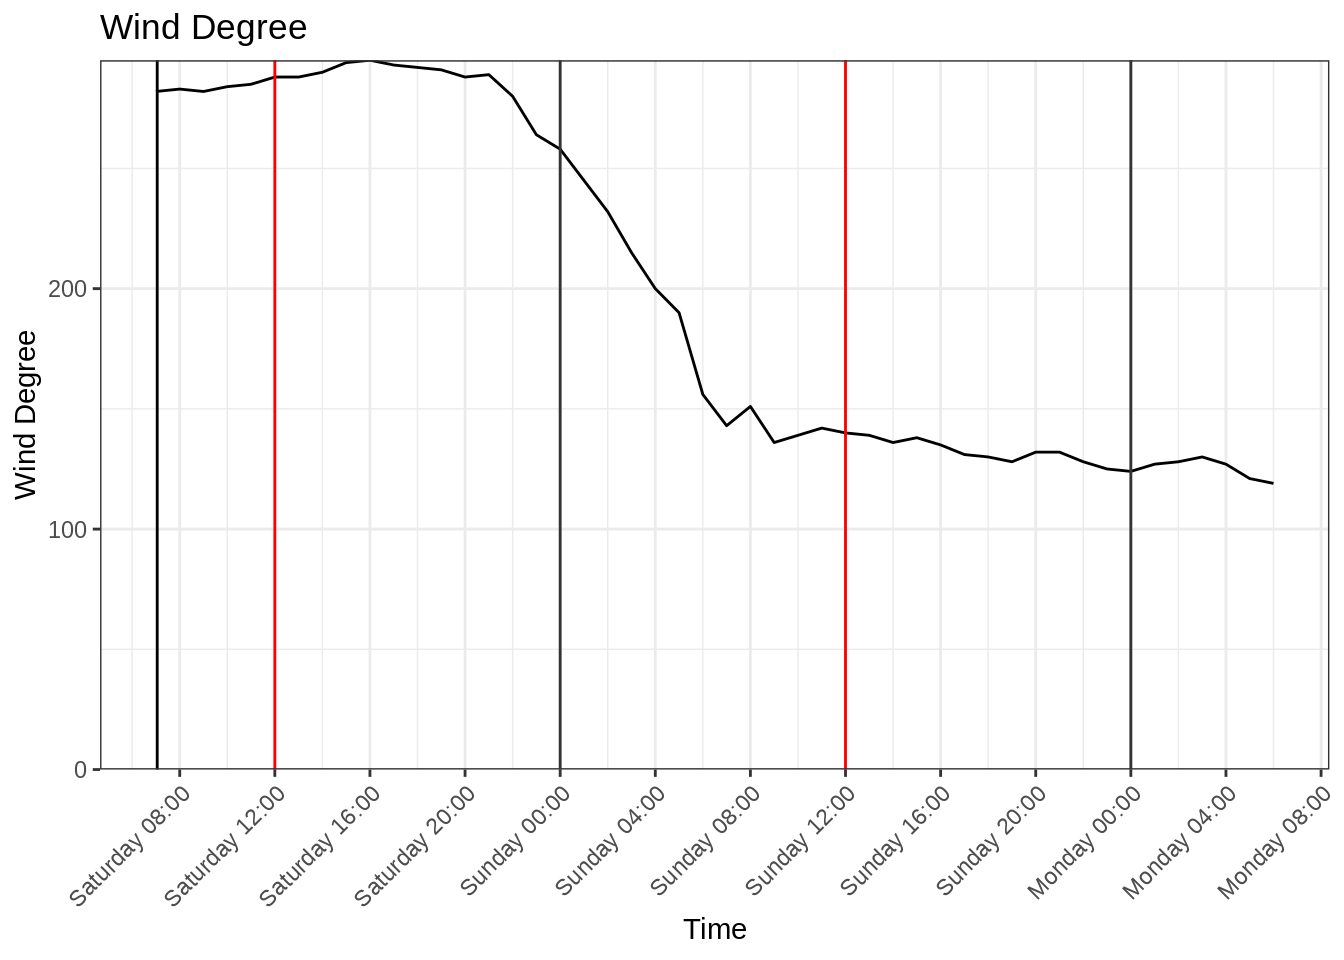 Wind Degree
Wind Degree
200
100
0
Saturday 08:00
Saturday 12:00
Saturday 16:00
Saturday 20:00
Sunday 00:00
Sunday 04:00
Sunday 08:00
Sunday 12:00
Sunday 16:00
Sunday 20:00
Monday 00:00
Monday 04:00
Monday 08:00
Time